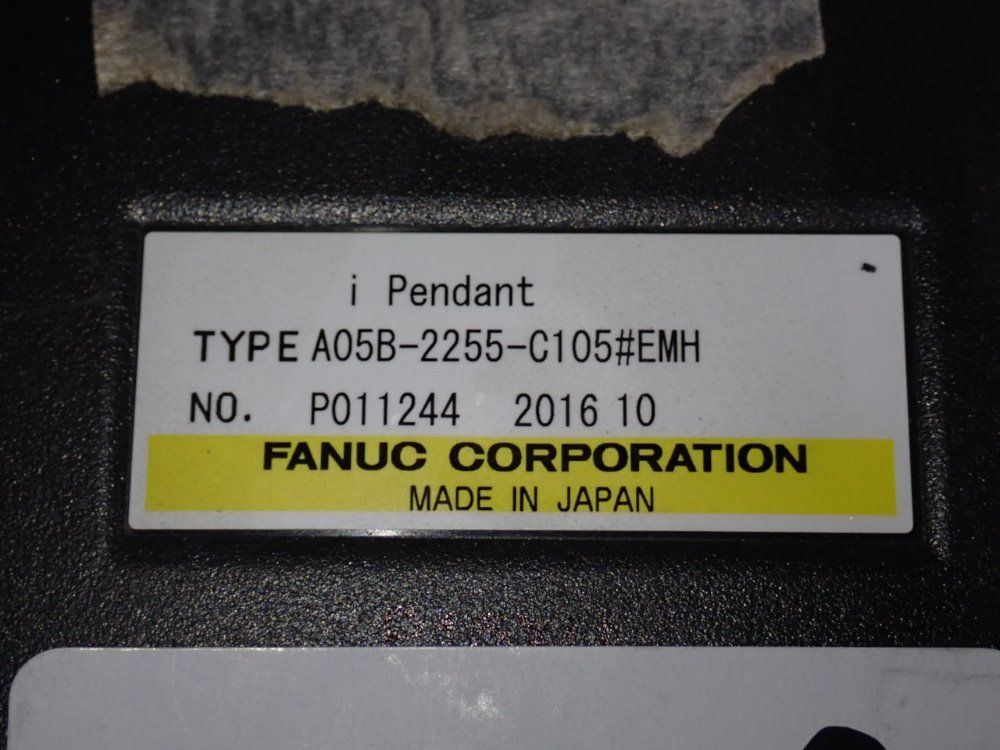 i Pendant
TYPE A05B-2255-C105#EMH
NO. P011244 2016 10
FANUC CORPORATION
MADE IN JAPAN